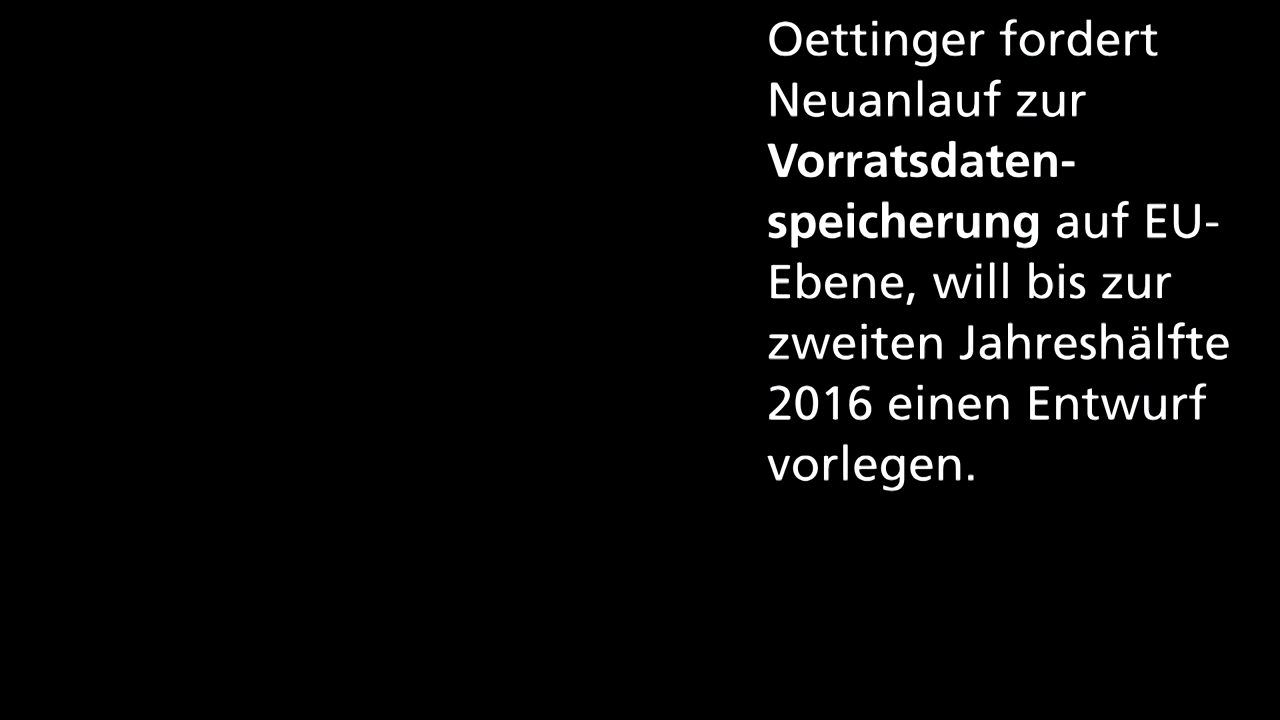 Oettinger fordert
Neuanlauf zur
Vorratsdaten-
speicherung auf EU-
Ebene, will bis zur
zweiten Jahreshälfte
2016 einen Entwurf
vorlegen.